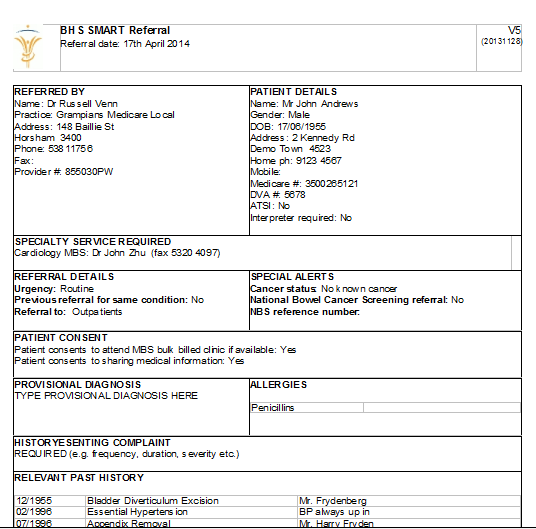 BHS SMART Referral
V5
Referral date: 17th April 2014
(20131128)
REFERRED BY
Name: Dr Russell Venn
Practice: Grampians Medicare Local
Address: 148 Baillie St
Horsham 3400
Phone: 53811756
Fax:
Provider #: 855030PW
PATIENT DETAILS
Name: Mr John Andrews
Gender: Male
DOB: 17/06/1955
Address: 2 Kennedy Rd
Demo Town 4523
Home ph: 9123 4567
Mobile:
Medicare #: 3500265121
DVA #: 5678
ATSI: No
Interpreter required: No
SPECIALTY SERVICE REQUIRED
Cardiology MBS: Dr John Zhu (fax 5320 4097)
REFERRAL DETAILS
Urgency: Routine
Previous referral for same condition: No
Referral to: Outpatients
SPECIAL ALERTS
Cancer status: No known cancer
National Bowel Cancer Screening referral: No
NBS reference number:
PATIENT CONSENT
Patient consents to attend MBS bulk billed clinic if available: Yes
Patient consents to sharing medical information: Yes
PROVISIONAL DIAGNOSIS
TYPE PROVISIONAL DIAGNOSIS HERE
ALLERGIES
Penicillins
HISTORYESENTING COMPLAINT
REQUIRED (e.g. frequency, duration, severity etc.)
RELEVANT PAST HISTORY
12/1955 Bladder Diverticulum Excision Mr. Frydenberg
02/1996 Essential Hypertension BP always up in
07/1996 Appendix Removal Mr. Harry Fryden